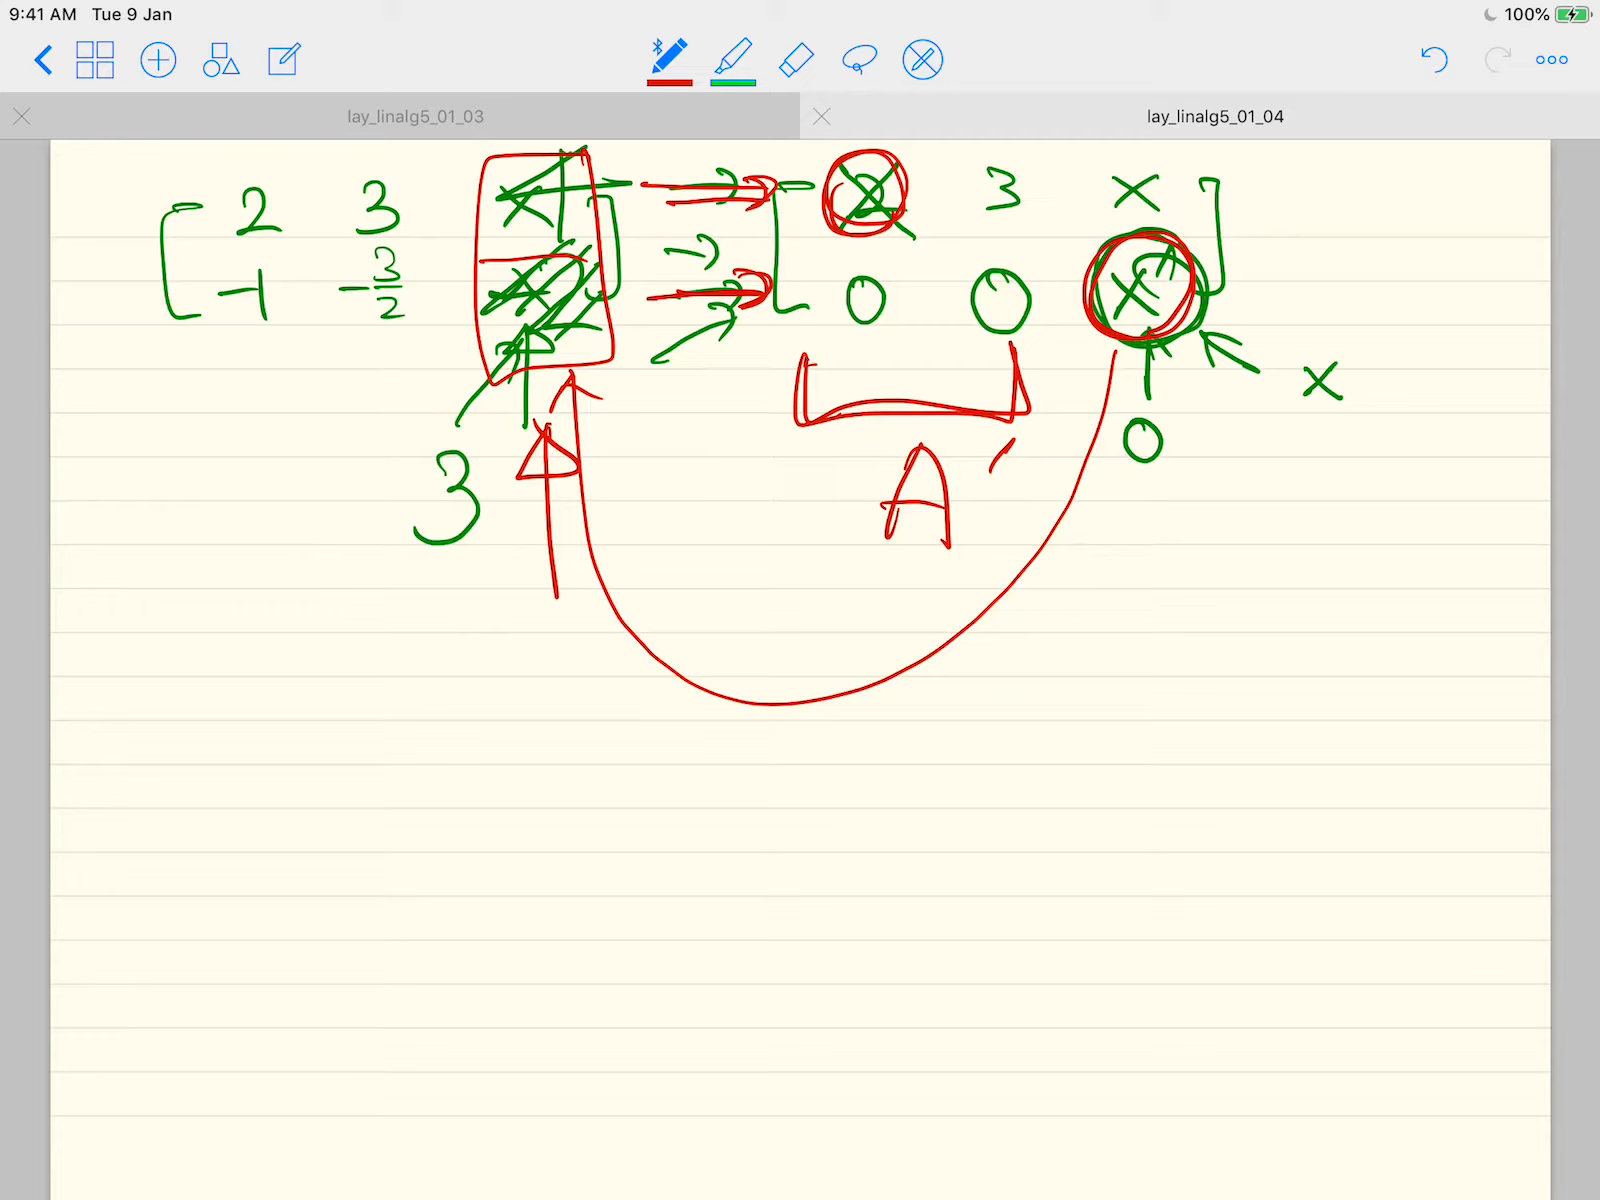 9:41 AM Tue 9 Jan 100%
lay_linalg5_01_03 lay_linalg5_01_04
2 3 X → 2 3 X
-1 -3/2 X → 0 0 X
X
0
3 A′